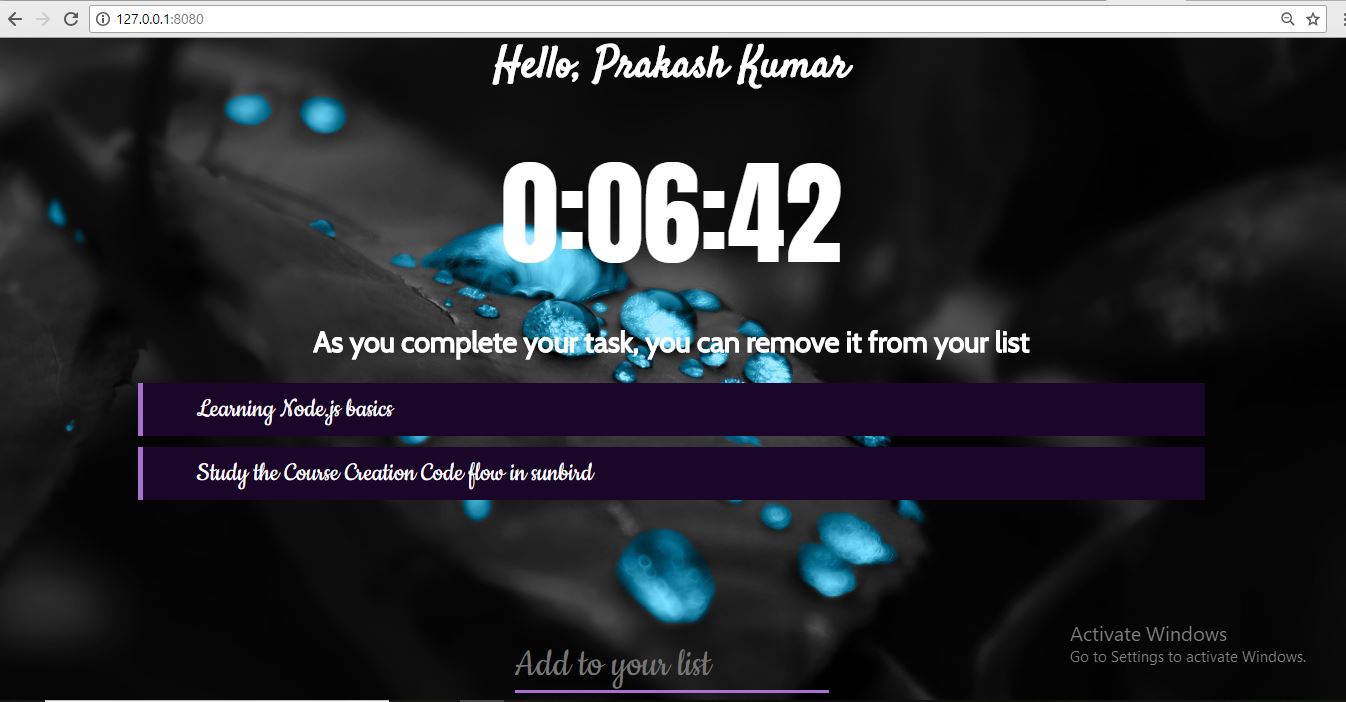 127.0.0.1:8080
Hello, Prakash Kumar
0:06:42
As you complete your task, you can remove it from your list
Learning Node.js basics
Study the Course Creation Code flow in sunbird
Add to your list
Activate Windows
Go to Settings to activate Windows.